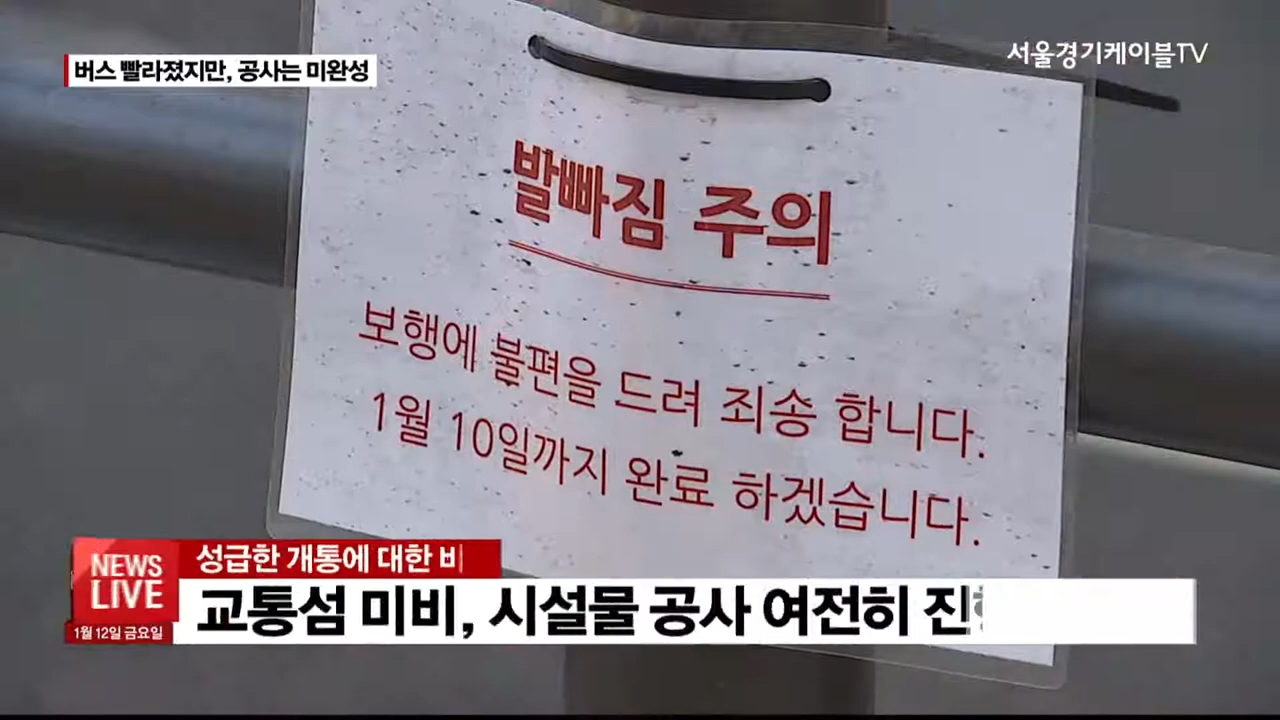 버스 빨라졌지만, 공사는 미완성
서울경기케이블TV
발빠짐 주의
보행에 불편을 드려 죄송 합니다.
1월 10일까지 완료 하겠습니다.
NEWS
LIVE
1월 12일 금요일
성급한 개통에 대한
교통섬 미비, 시설물 공사 여전히